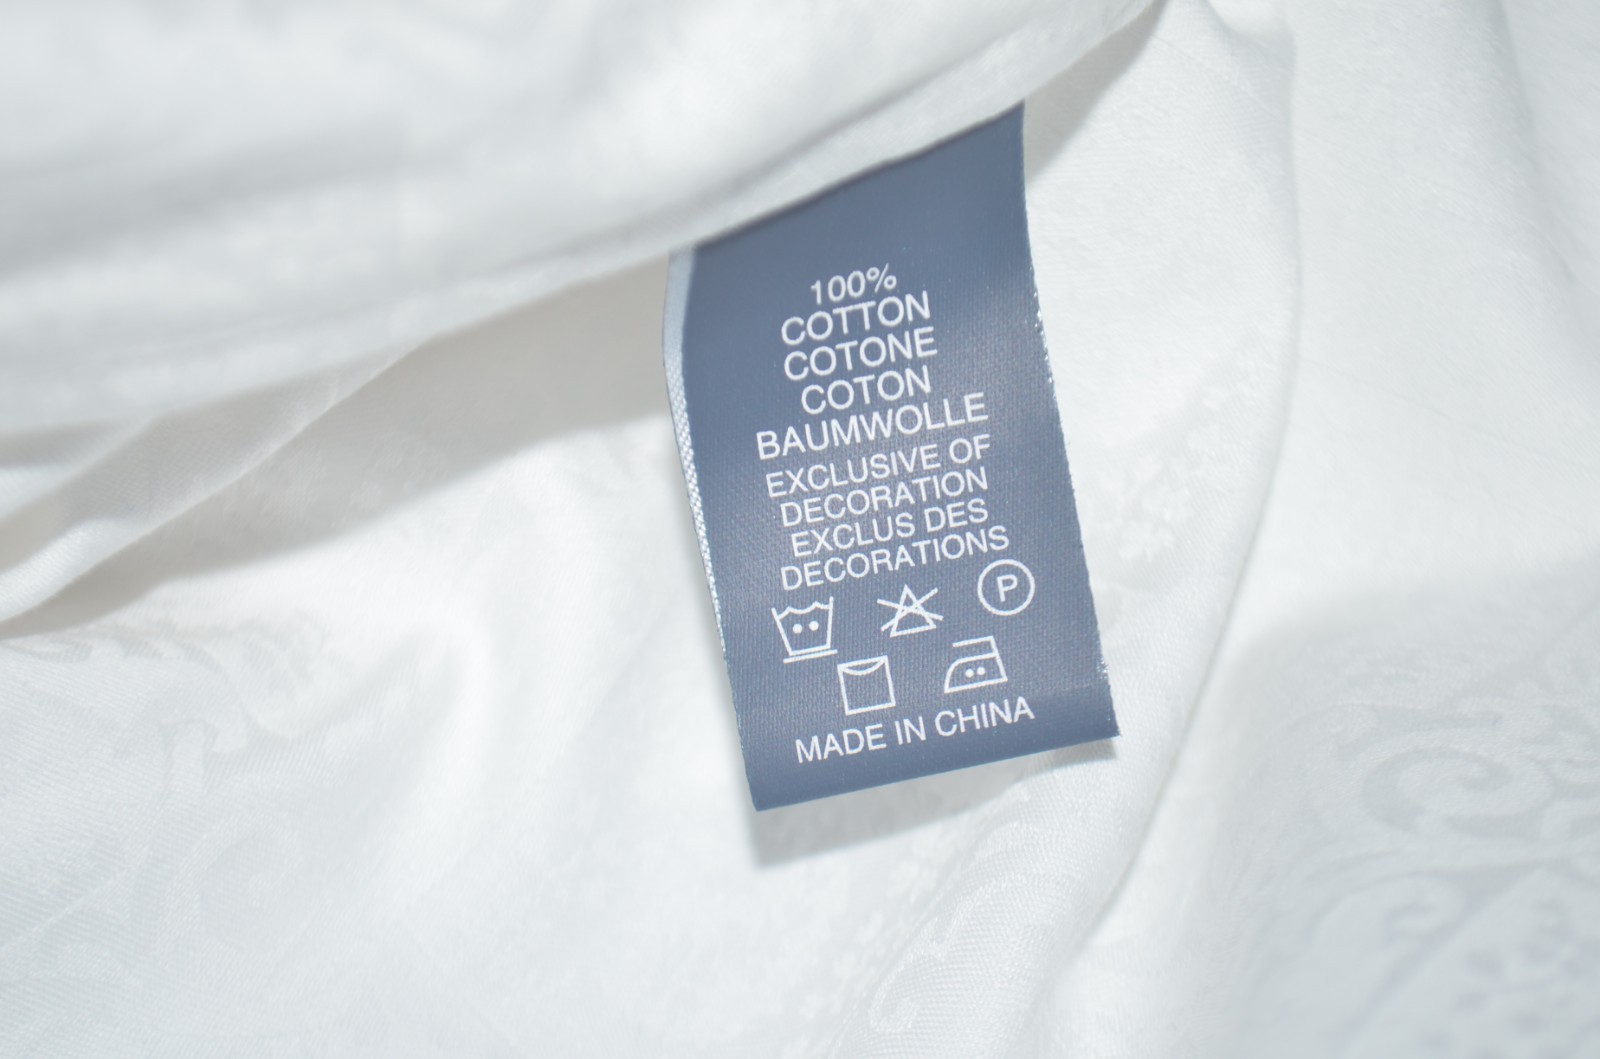 100%
COTTON
COTONE
COTON
BAUMWOLLE
EXCLUSIVE OF
DECORATION
EXCLUS DES
DECORATIONS
P
MADE IN CHINA